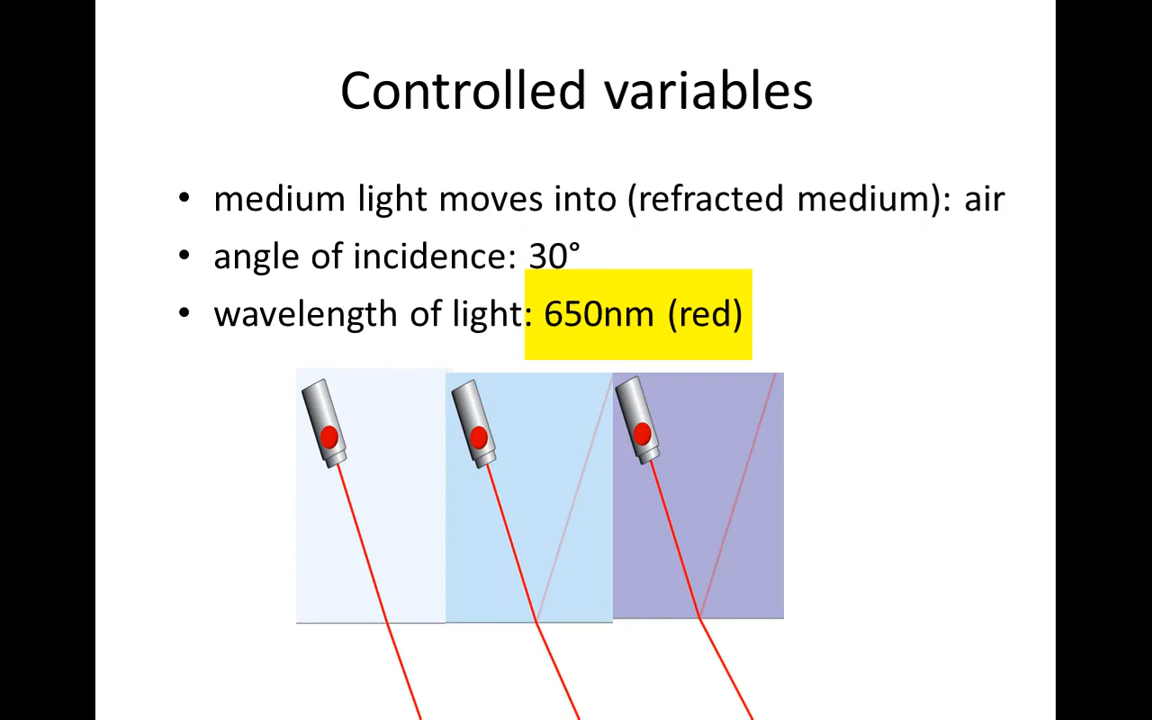 Controlled variables
• medium light moves into (refracted medium): air
• angle of incidence: 30°
• wavelength of light: 650nm (red)